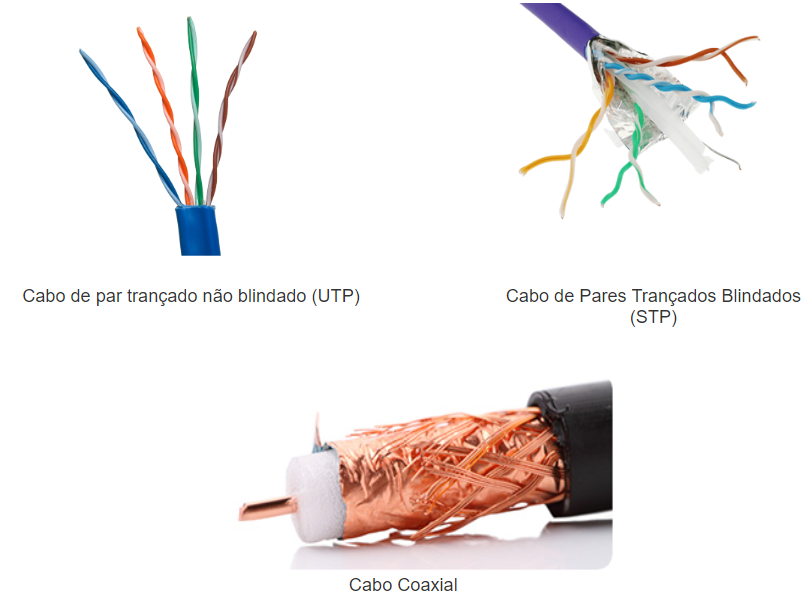 Cabo de par trançado não blindado (UTP)
Cabo de Pares Trançados Blindados
(STP)
Cabo Coaxial